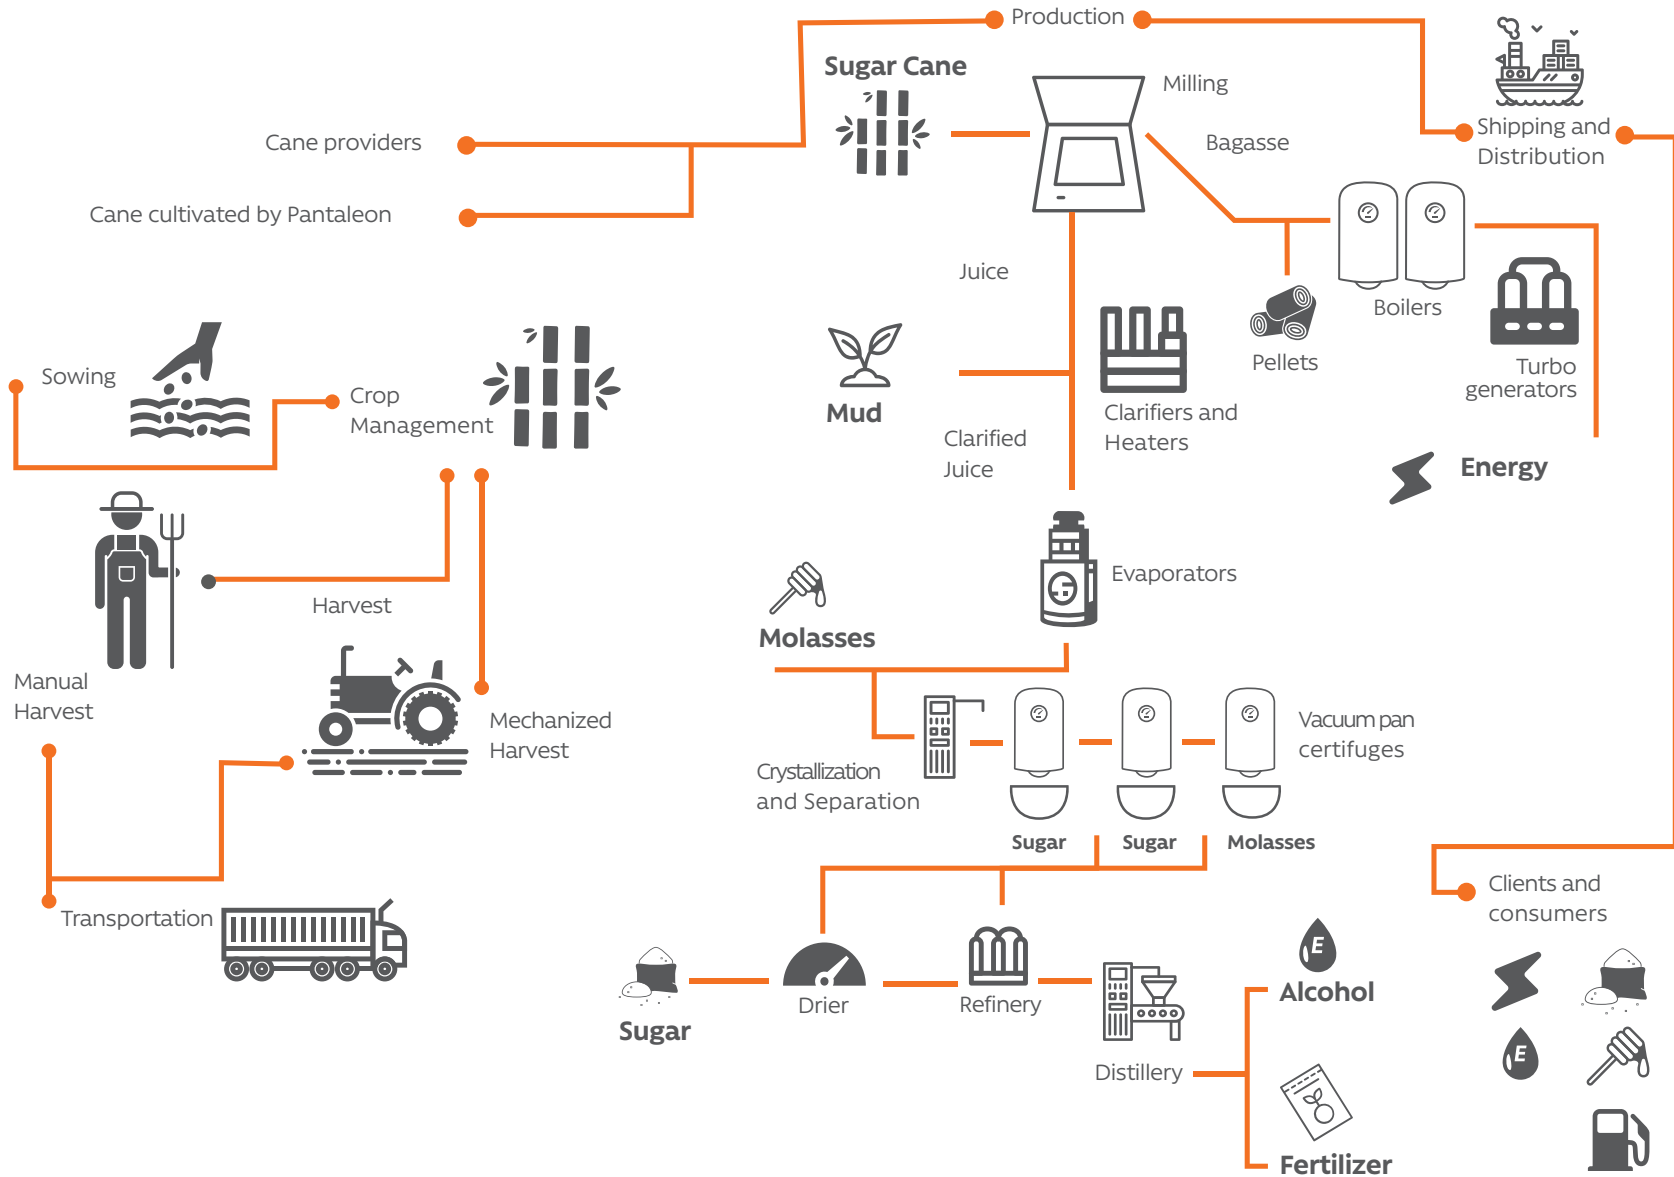 Production
Sugar Cane
Milling
Bagasse
Shipping and
Distribution
Cane providers
Cane cultivated by Pantaleon
Juice
Boilers
Pellets
Turbo
generators
Sowing
Crop
Management
Mud
Clarifiers and
Heaters
Clarified
Juice
Energy
Evaporators
Harvest
Molasses
Manual
Harvest
Mechanized
Harvest
Vacuum pan
certifuges
Crystallization
and Separation
Sugar
Sugar
Molasses
Clients and
consumers
Transportation
E
Alcohol
Drier
Refinery
Sugar
Distillery
E
Fertilizer